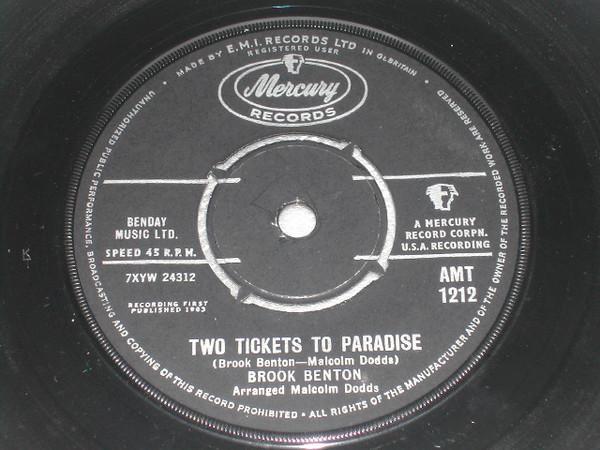 MADE BY E.M.I. RECORDS LTD IN GT.BRITAIN
REGISTERED USER
Mercury
RECORDS
BENDAY
MUSIC LTD.
SPEED 45 R.P.M.
7XYW 24312
RECORDING FIRST
PUBLISHED 1963
A MERCURY
RECORD CORPN.
U.S.A. RECORDING
AMT
1212
TWO TICKETS TO PARADISE
(Brook Benton—Malcolm Dodds)
BROOK BENTON
Arranged Malcolm Dodds
UNAUTHORIZED PUBLIC PERFORMANCE, BROADCASTING AND COPYING OF THIS RECORD PROHIBITED • ALL RIGHTS OF THE MANUFACTURER AND OF THE OWNER OF THE RECORDED WORK ARE RESERVED
K